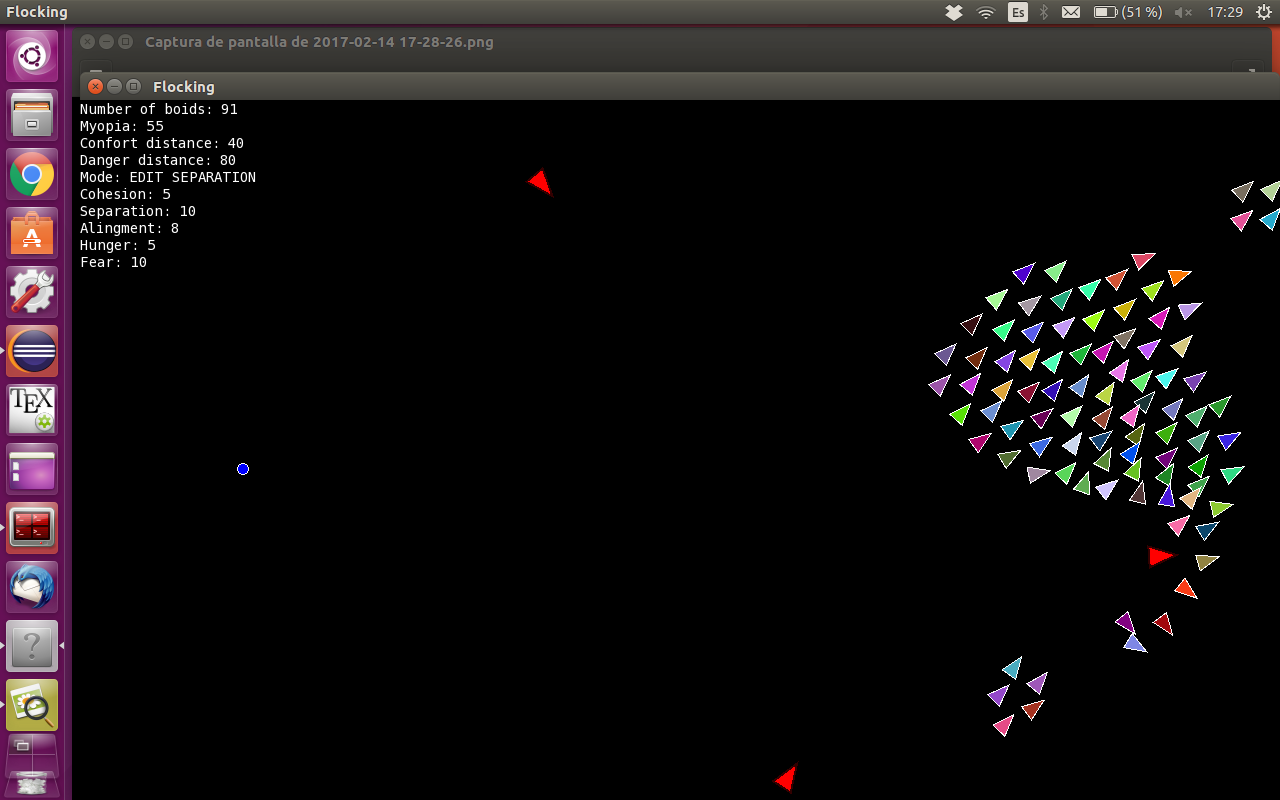 Flocking
Es
(51 %)
17:29
Captura de pantalla de 2017-02-14 17-28-26.png
Flocking
Number of boids: 91
Myopia: 55
Confort distance: 40
Danger distance: 80
Mode: EDIT SEPARATION
Cohesion: 5
Separation: 10
Alingment: 8
Hunger: 5
Fear: 10
TEX